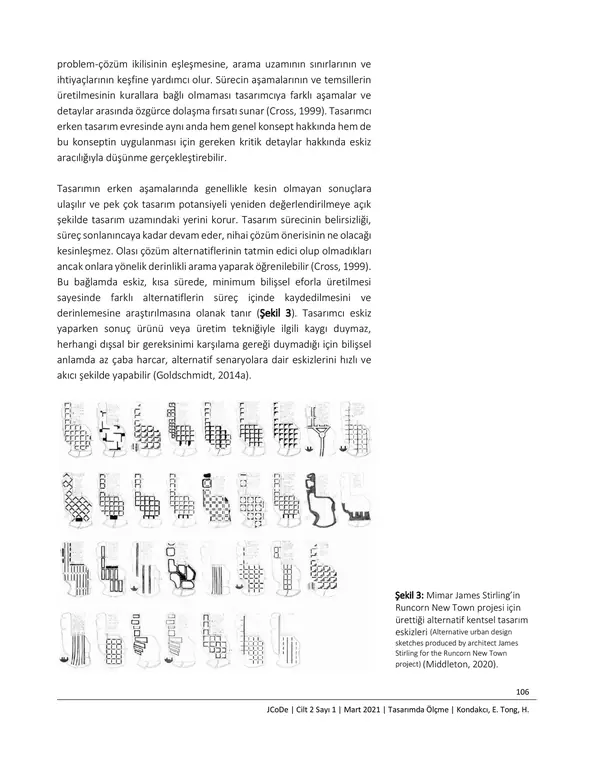 problem-çözüm ikilisinin eşleşmesine, arama uzamının sınırlarının ve
ihtiyaçlarının keşfine yardımcı olur. Sürecin aşamalarının ve temsillerin
üretilmesinin kurallara bağlı olmaması tasarımcıya farklı aşamalar ve
detaylar arasında özgürce dolaşma fırsatı sunar (Cross, 1999). Tasarımcı
erken tasarım evresinde aynı anda hem genel konsept hakkında hem de
bu konseptin uygulanması için gereken kritik detaylar hakkında eskiz
aracılığıyla düşünme gerçekleştirebilir.
Tasarımın erken aşamalarında genellikle kesin olmayan sonuçlara
ulaşılır ve pek çok tasarım potansiyeli yeniden değerlendirilmeye açık
şekilde tasarım uzamındaki yerini korur. Tasarım sürecinin belirsizliği,
süreç sonlanıncaya kadar devam eder, nihai çözüm önerisinin ne olacağı
kesinleşmez. Olası çözüm alternatiflerinin tatmin edici olup olmadıkları
ancak onlara yönelik derinlikli arama yaparak öğrenilebilir (Cross, 1999).
Bu bağlamda eskiz, kısa sürede, minimum bilişsel eforla üretilmesi
sayesinde farklı alternatiflerin süreç içinde kaydedilmesini ve
derinlemesine araştırılmasına olanak tanır (Şekil 3). Tasarımcı eskiz
yaparken sonuç ürünü veya üretim tekniğiyle ilgili kaygı duymaz,
herhangi dışsal bir gereksinimi karşılama gereği duymadığı için bilişsel
anlamda az çaba harcar, alternatif senaryolara dair eskizlerini hızlı ve
akıcı şekilde yapabilir (Goldschmidt, 2014a).
Şekil 3: Mimar James Stirling’in
Runcorn New Town projesi için
ürettiği alternatif kentsel tasarım
eskizleri (Alternative urban design
sketches produced by architect James
Stirling for the Runcorn New Town
project) (Middleton, 2020).
106
JCoDe | Cilt 2 Sayı 1 | Mart 2021 | Tasarımda Ölçme | Kondakcı, E. Tong, H.